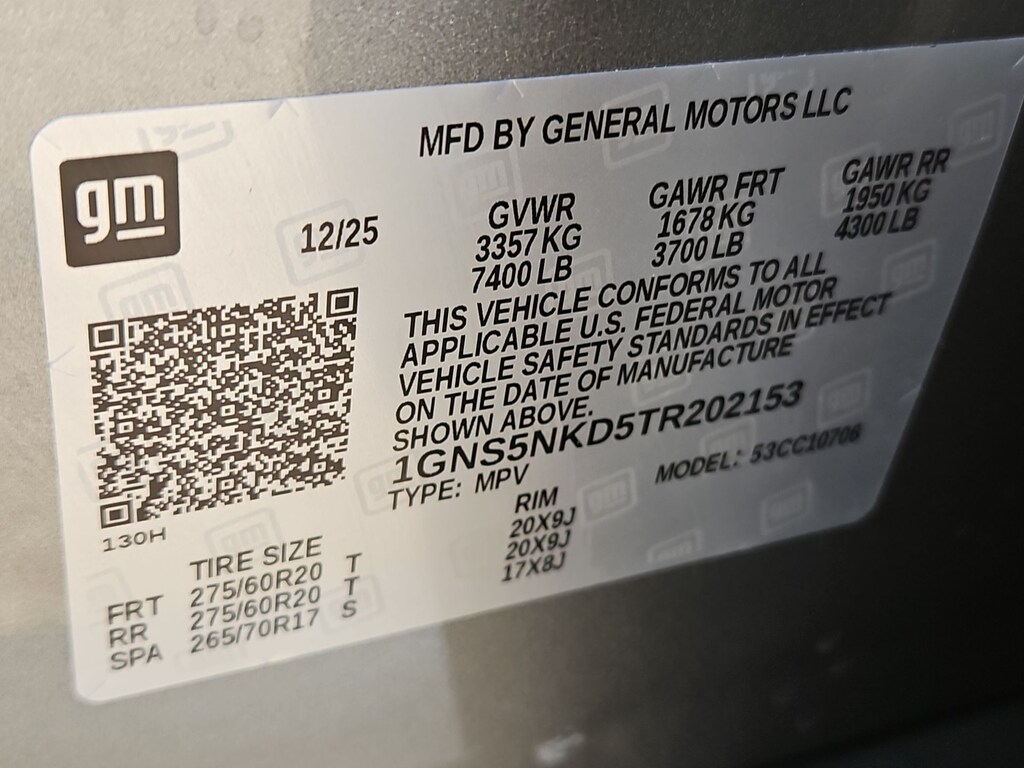 MFD BY GENERAL MOTORS LLC
gm
12/25
GVWR GAWR FRT GAWR RR
3357 KG 1678 KG 1950 KG
7400 LB 3700 LB 4300 LB
THIS VEHICLE CONFORMS TO ALL
APPLICABLE U.S. FEDERAL MOTOR
VEHICLE SAFETY STANDARDS IN EFFECT
ON THE DATE OF MANUFACTURE
SHOWN ABOVE.
1GNS5NKD5TR202153
TYPE: MPV MODEL: 53CC10706
130H
TIRE SIZE RIM
FRT 275/60R20 T 20X9J
RR 275/60R20 T 20X9J
SPA 265/70R17 S 17X8J